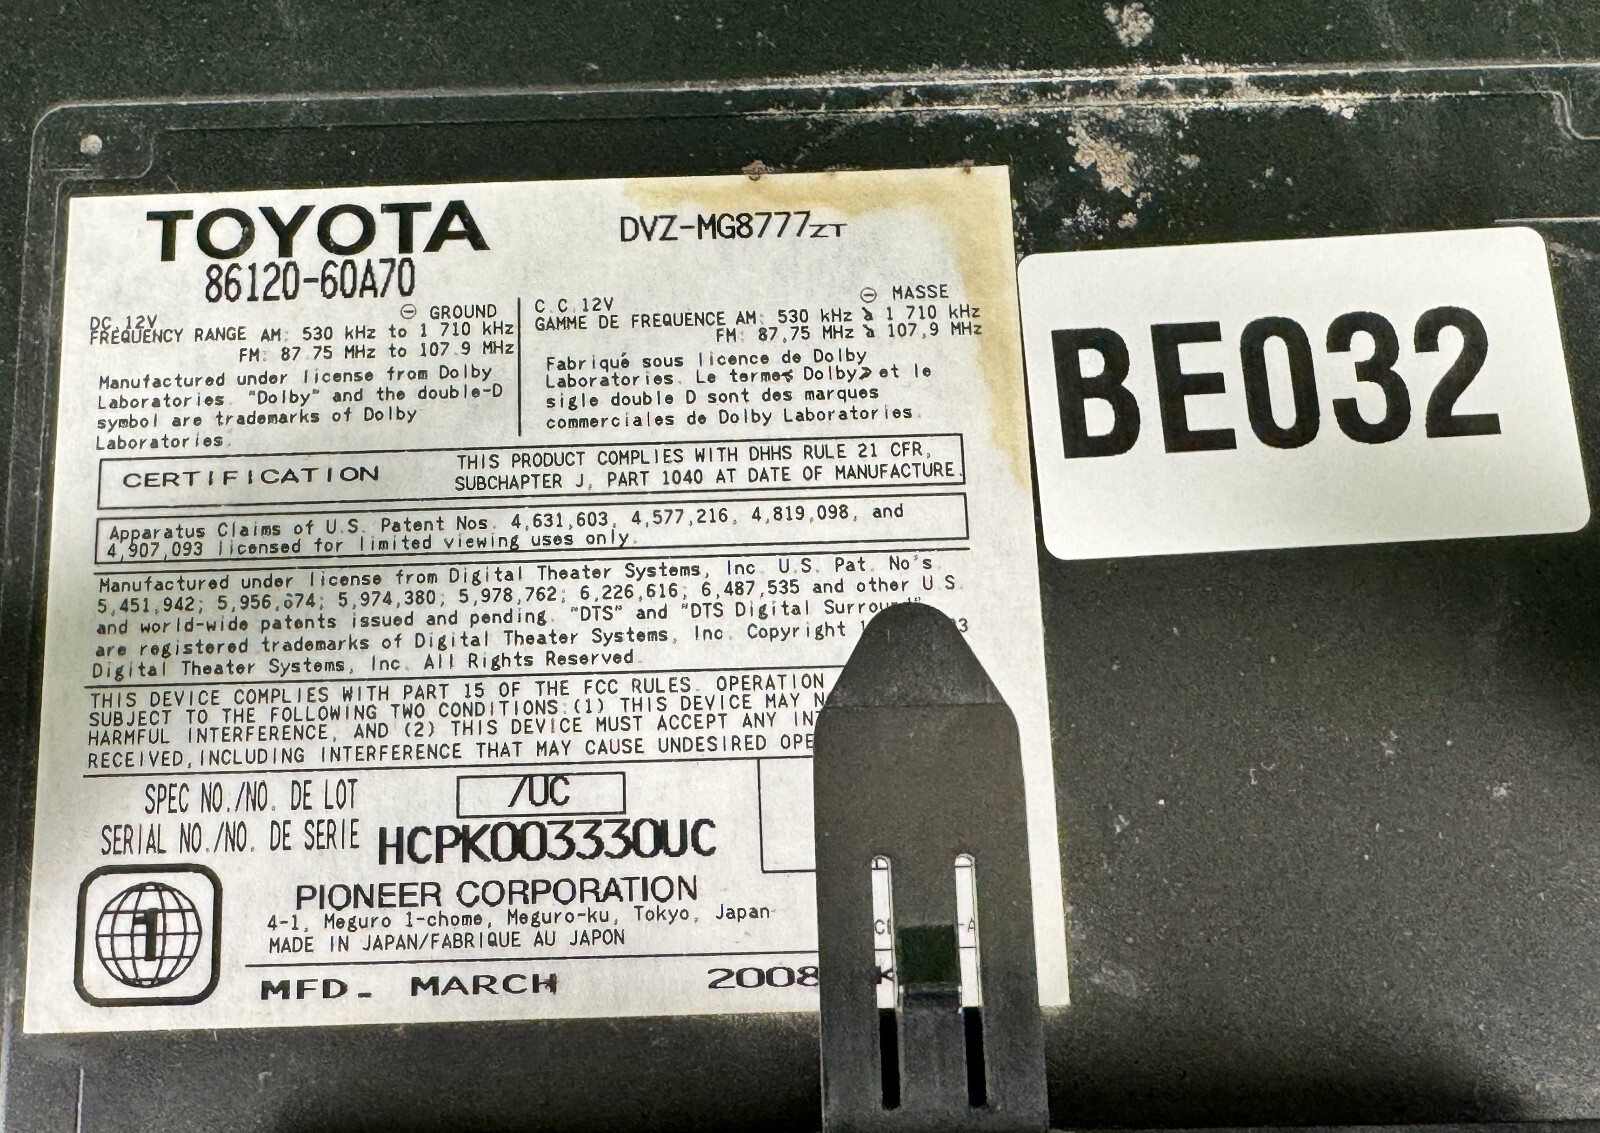 TOYOTA
86120-60A70
DVZ-MG8777ZT
DC 12V ⊖ GROUND
FREQUENCY RANGE AM: 530 kHz to 1 710 kHz
FM: 87.75 MHz to 107.9 MHz
Manufactured under license from Dolby
Laboratories. "Dolby" and the double-D
symbol are trademarks of Dolby
Laboratories.
C.C. 12V ⊖ MASSE
GAMME DE FREQUENCE AM: 530 kHz à 1 710 kHz
FM: 87,75 MHz à 107,9 MHz
Fabriqué sous licence de Dolby
Laboratories. Le terme≪ Dolby≫ et le
sigle double D sont des marques
commerciales de Dolby Laboratories.
BE032
CERTIFICATION
THIS PRODUCT COMPLIES WITH DHHS RULE 21 CFR,
SUBCHAPTER J, PART 1040 AT DATE OF MANUFACTURE.
Apparatus Claims of U.S. Patent Nos. 4,631,603, 4,577,216, 4,819,098, and
4,907,093 licensed for limited viewing uses only.
Manufactured under license from Digital Theater Systems, Inc. U.S. Pat. No's.
5,451,942; 5,956,674; 5,974,380; 5,978,762; 6,226,616; 6,487,535 and other U.S.
and world-wide patents issued and pending. "DTS" and "DTS Digital
are registered trademarks of Digital Theater Systems, Inc. Copyright
Digital Theater Systems, Inc. All Rights Reserved.
THIS DEVICE COMPLIES WITH PART 15 OF THE FCC RULES. OPERATION
SUBJECT TO THE FOLLOWING TWO CONDITIONS:(1) THIS DEVICE MAY
HARMFUL INTERFERENCE, AND (2) THIS DEVICE MUST ACCEPT ANY
RECEIVED, INCLUDING INTERFERENCE THAT MAY CAUSE UNDESIRED
SPEC NO./NO. DE LOT /UC
SERIAL NO./NO. DE SERIE HCPK003330UC
1
PIONEER CORPORATION
4-1, Meguro 1-chome, Meguro-ku, Tokyo, Japan
MADE IN JAPAN/FABRIQUE AU JAPON
MFD. MARCH 2008